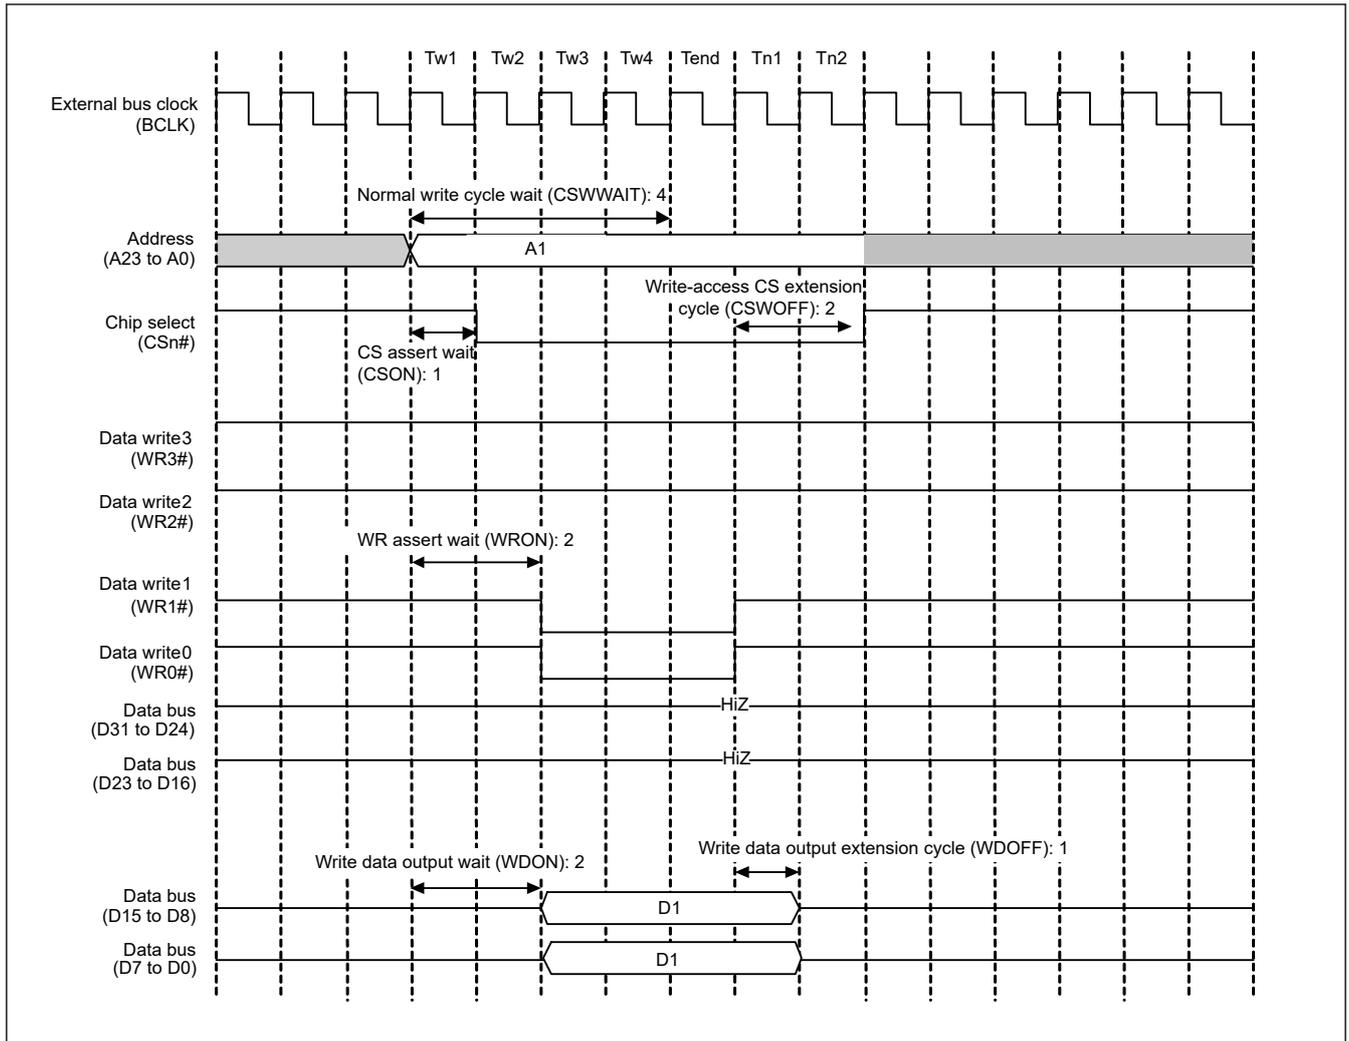 Tw1 Tw2 Tw3 Tw4 Tend Tn1 Tn2
External bus clock
(BCLK)
Normal write cycle wait (CSWWAIT): 4
Address
(A23 to A0)
A1
Write-access CS extension
cycle (CSWOFF): 2
Chip select
(CSn#)
CS assert wait
(CSON): 1
Data write3
(WR3#)
Data write2
(WR2#)
WR assert wait (WRON): 2
Data write1
(WR1#)
Data write0
(WR0#)
HiZ
Data bus
(D31 to D24)
HiZ
Data bus
(D23 to D16)
Write data output extension cycle (WDOFF): 1
Write data output wait (WDON): 2
Data bus
(D15 to D8)
D1
Data bus
(D7 to D0)
D1